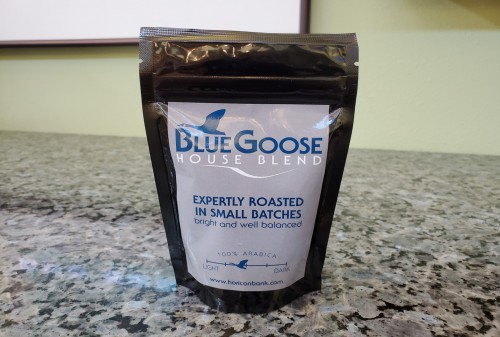 BLUE GOOSE
HOUSE BLEND
EXPERTLY ROASTED
IN SMALL BATCHES
bright and well balanced
100% ARABICA
LIGHT DARK
www.horiconbank.com